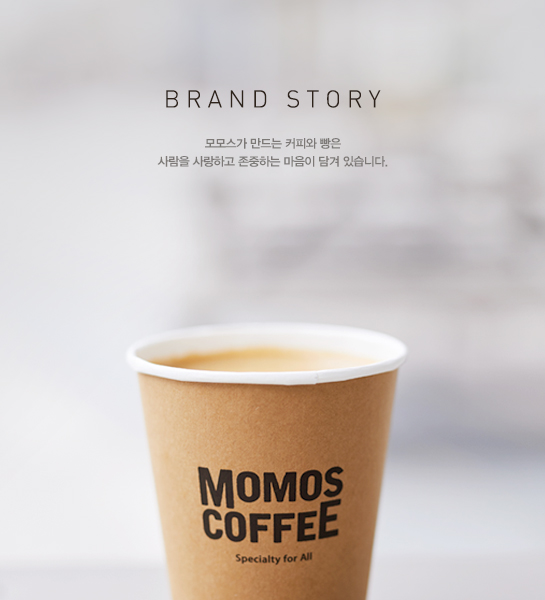 BRAND STORY
모모스가 만드는 커피와 빵은
사람을 사랑하고 존중하는 마음이 담겨 있습니다.
MOMOS
COFFEE
Specialty for All